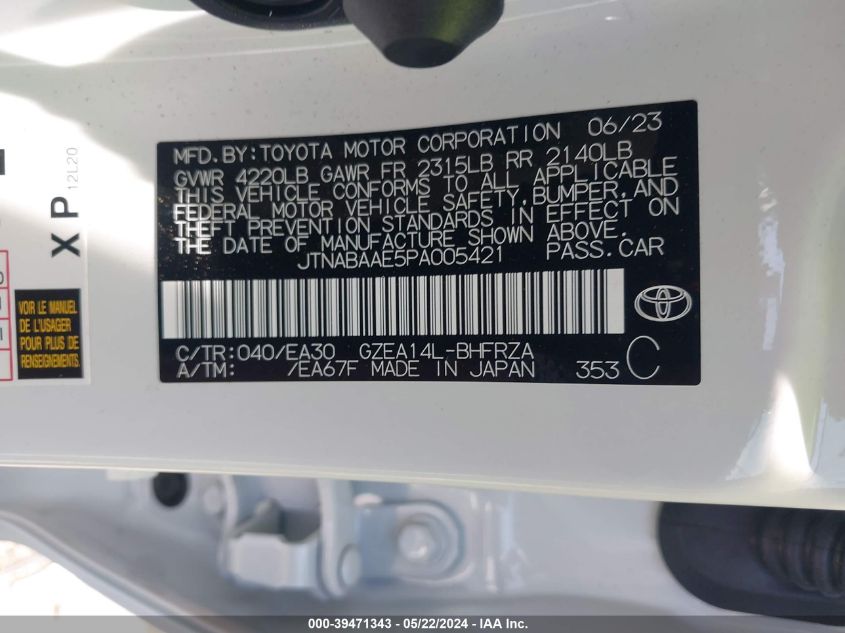 MFD.BY:TOYOTA MOTOR CORPORATION 06/23
GVWR 4220LB GAWR FR 2315LB RR 2140LB
THIS VEHICLE CONFORMS TO ALL APPLICABLE
FEDERAL MOTOR VEHICLE SAFETY,BUMPER,AND
THEFT PREVENTION STANDARDS IN EFFECT ON
THE DATE OF MANUFACTURE SHOWN ABOVE.
JTNABAAE5PA005421 PASS.CAR
C/TR:040/EA30 GZEA14L-BHFRZA
A/TM: /EA67F MADE IN JAPAN 353 C
XP 12L20
VOIR LE MANUEL
DE L'USAGER
POUR PLUS DE
RENSEIGNEMENTS
000-39471343 - 05/22/2024 - IAA Inc.